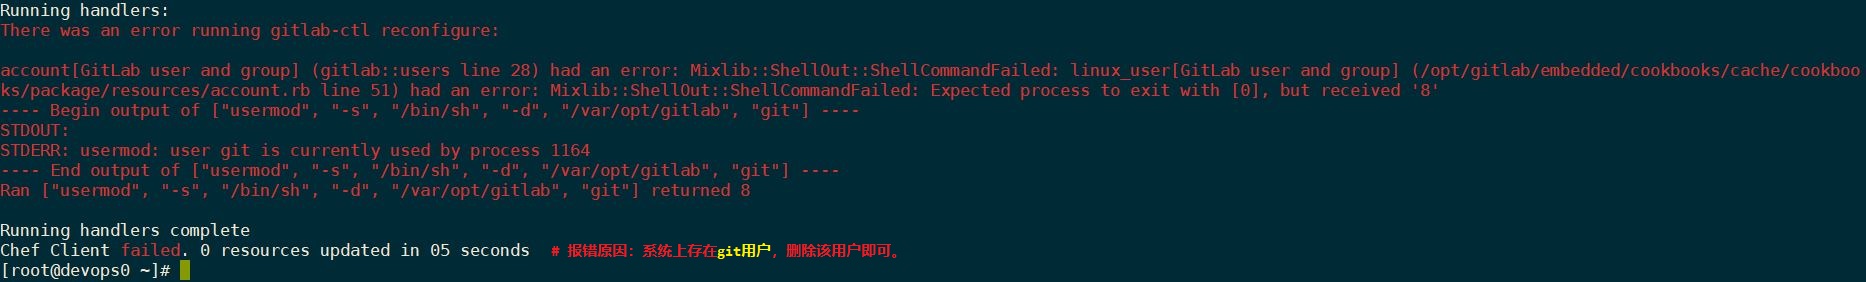 Running handlers:
There was an error running gitlab-ctl reconfigure:
account[GitLab user and group] (gitlab::users line 28) had an error: Mixlib::ShellOut::ShellCommandFailed: linux_user[GitLab user and group] (/opt/gitlab/embedded/cookbooks/cache/cookboo
ks/package/resources/account.rb line 51) had an error: Mixlib::ShellOut::ShellCommandFailed: Expected process to exit with [0], but received '8'
---- Begin output of ["usermod", "-s", "/bin/sh", "-d", "/var/opt/gitlab", "git"] ----
STDOUT:
STDERR: usermod: user git is currently used by process 1164
---- End output of ["usermod", "-s", "/bin/sh", "-d", "/var/opt/gitlab", "git"] ----
Ran ["usermod", "-s", "/bin/sh", "-d", "/var/opt/gitlab", "git"] returned 8
Running handlers complete
Chef Client failed. 0 resources updated in 05 seconds # 报错原因：系统上存在git用户，删除该用户即可。
[root@devops0 ~]#